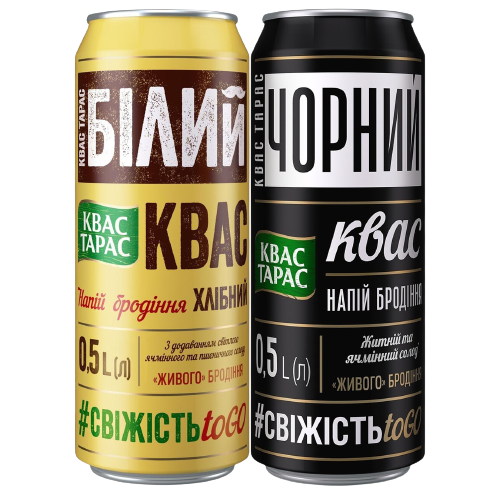 КВАС ТАРАС
БІЛИЙ
КВАС
ТАРАС
КВАС
Напій бродіння ХЛІБНИЙ
0,5 L (л)
З додаванням світлого
ячмінного та пшеничного солоду
«ЖИВОГО» БРОДІННЯ
#СВІЖІСТЬtoGO
КВАС ТАРАС
ЧОРНИЙ
КВАС
ТАРАС
квас
НАПІЙ БРОДІННЯ
0,5 L (л)
Житній та
ячмінний солод
«ЖИВОГО» БРОДІННЯ
#СВІЖІСТЬtoGO